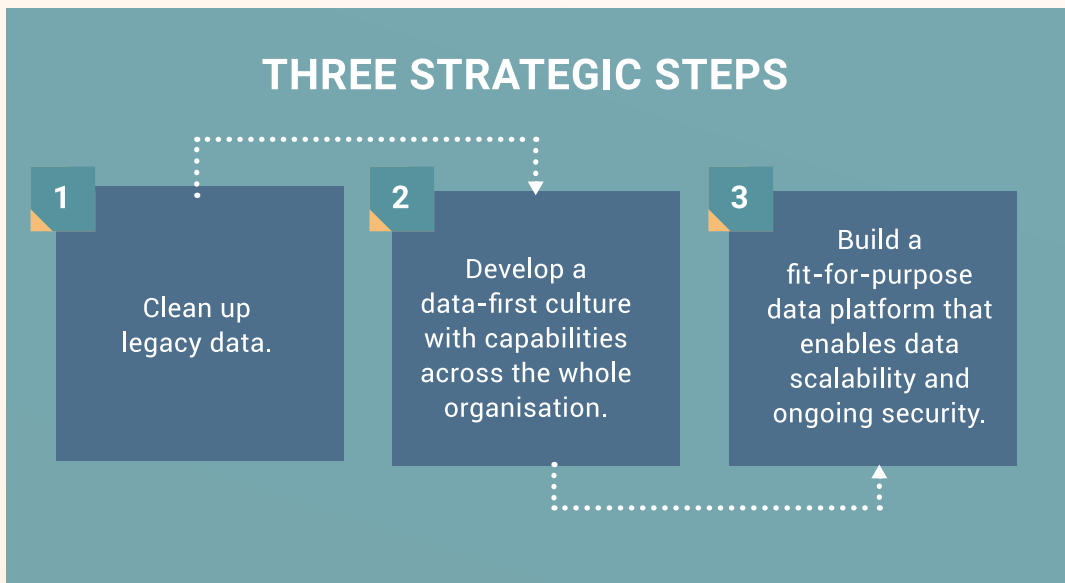 THREE STRATEGIC STEPS
1
Clean up
legacy data.
2
Develop a
data-first culture
with capabilities
across the whole
organisation.
3
Build a
fit-for-purpose
data platform that
enables data
scalability and
ongoing security.